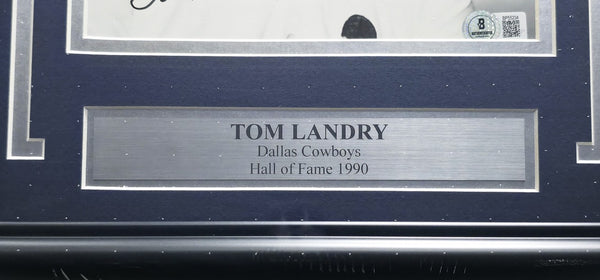 TOM LANDRY
Dallas Cowboys
Hall of Fame 1990